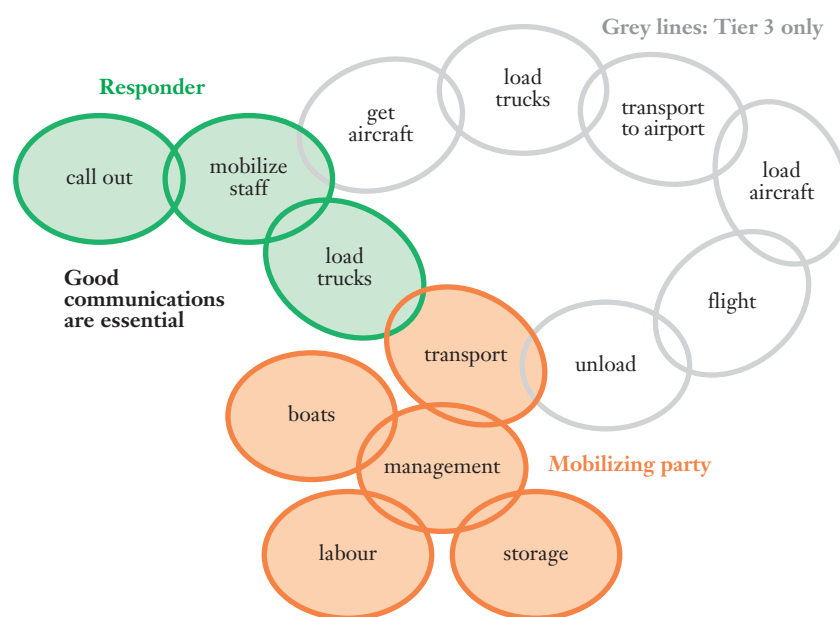 Grey lines: Tier 3 only
Responder
call out
mobilize
staff
load
trucks
get
aircraft
load
trucks
transport
to airport
load
aircraft
flight
unload
Good
communications
are essential
transport
boats
management
Mobilizing party
labour
storage